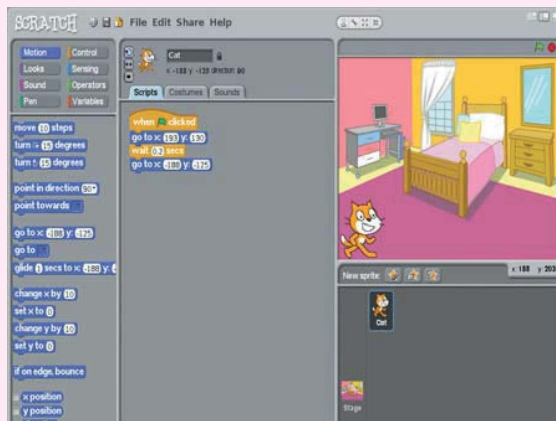 SCRATCH File Edit Share Help
Motion Control
Looks Sensing
Sound Operators
Pen Variables
move 10 steps
turn 15 degrees
turn 15 degrees
point in direction 90
point towards
go to x: -188 y: -125
go to
glide 1 secs to x: -188 y:
change x by 10
set x to 0
change y by 10
set y to 0
if on edge, bounce
x position
y position
Cat
x: -188 y: -125 direction: 90
Scripts Costumes Sounds
when clicked
go to x: 193 y: 130
wait 0.2 secs
go to x: -188 y: -125
x: 188 y: 203
New sprite:
Cat
Stage